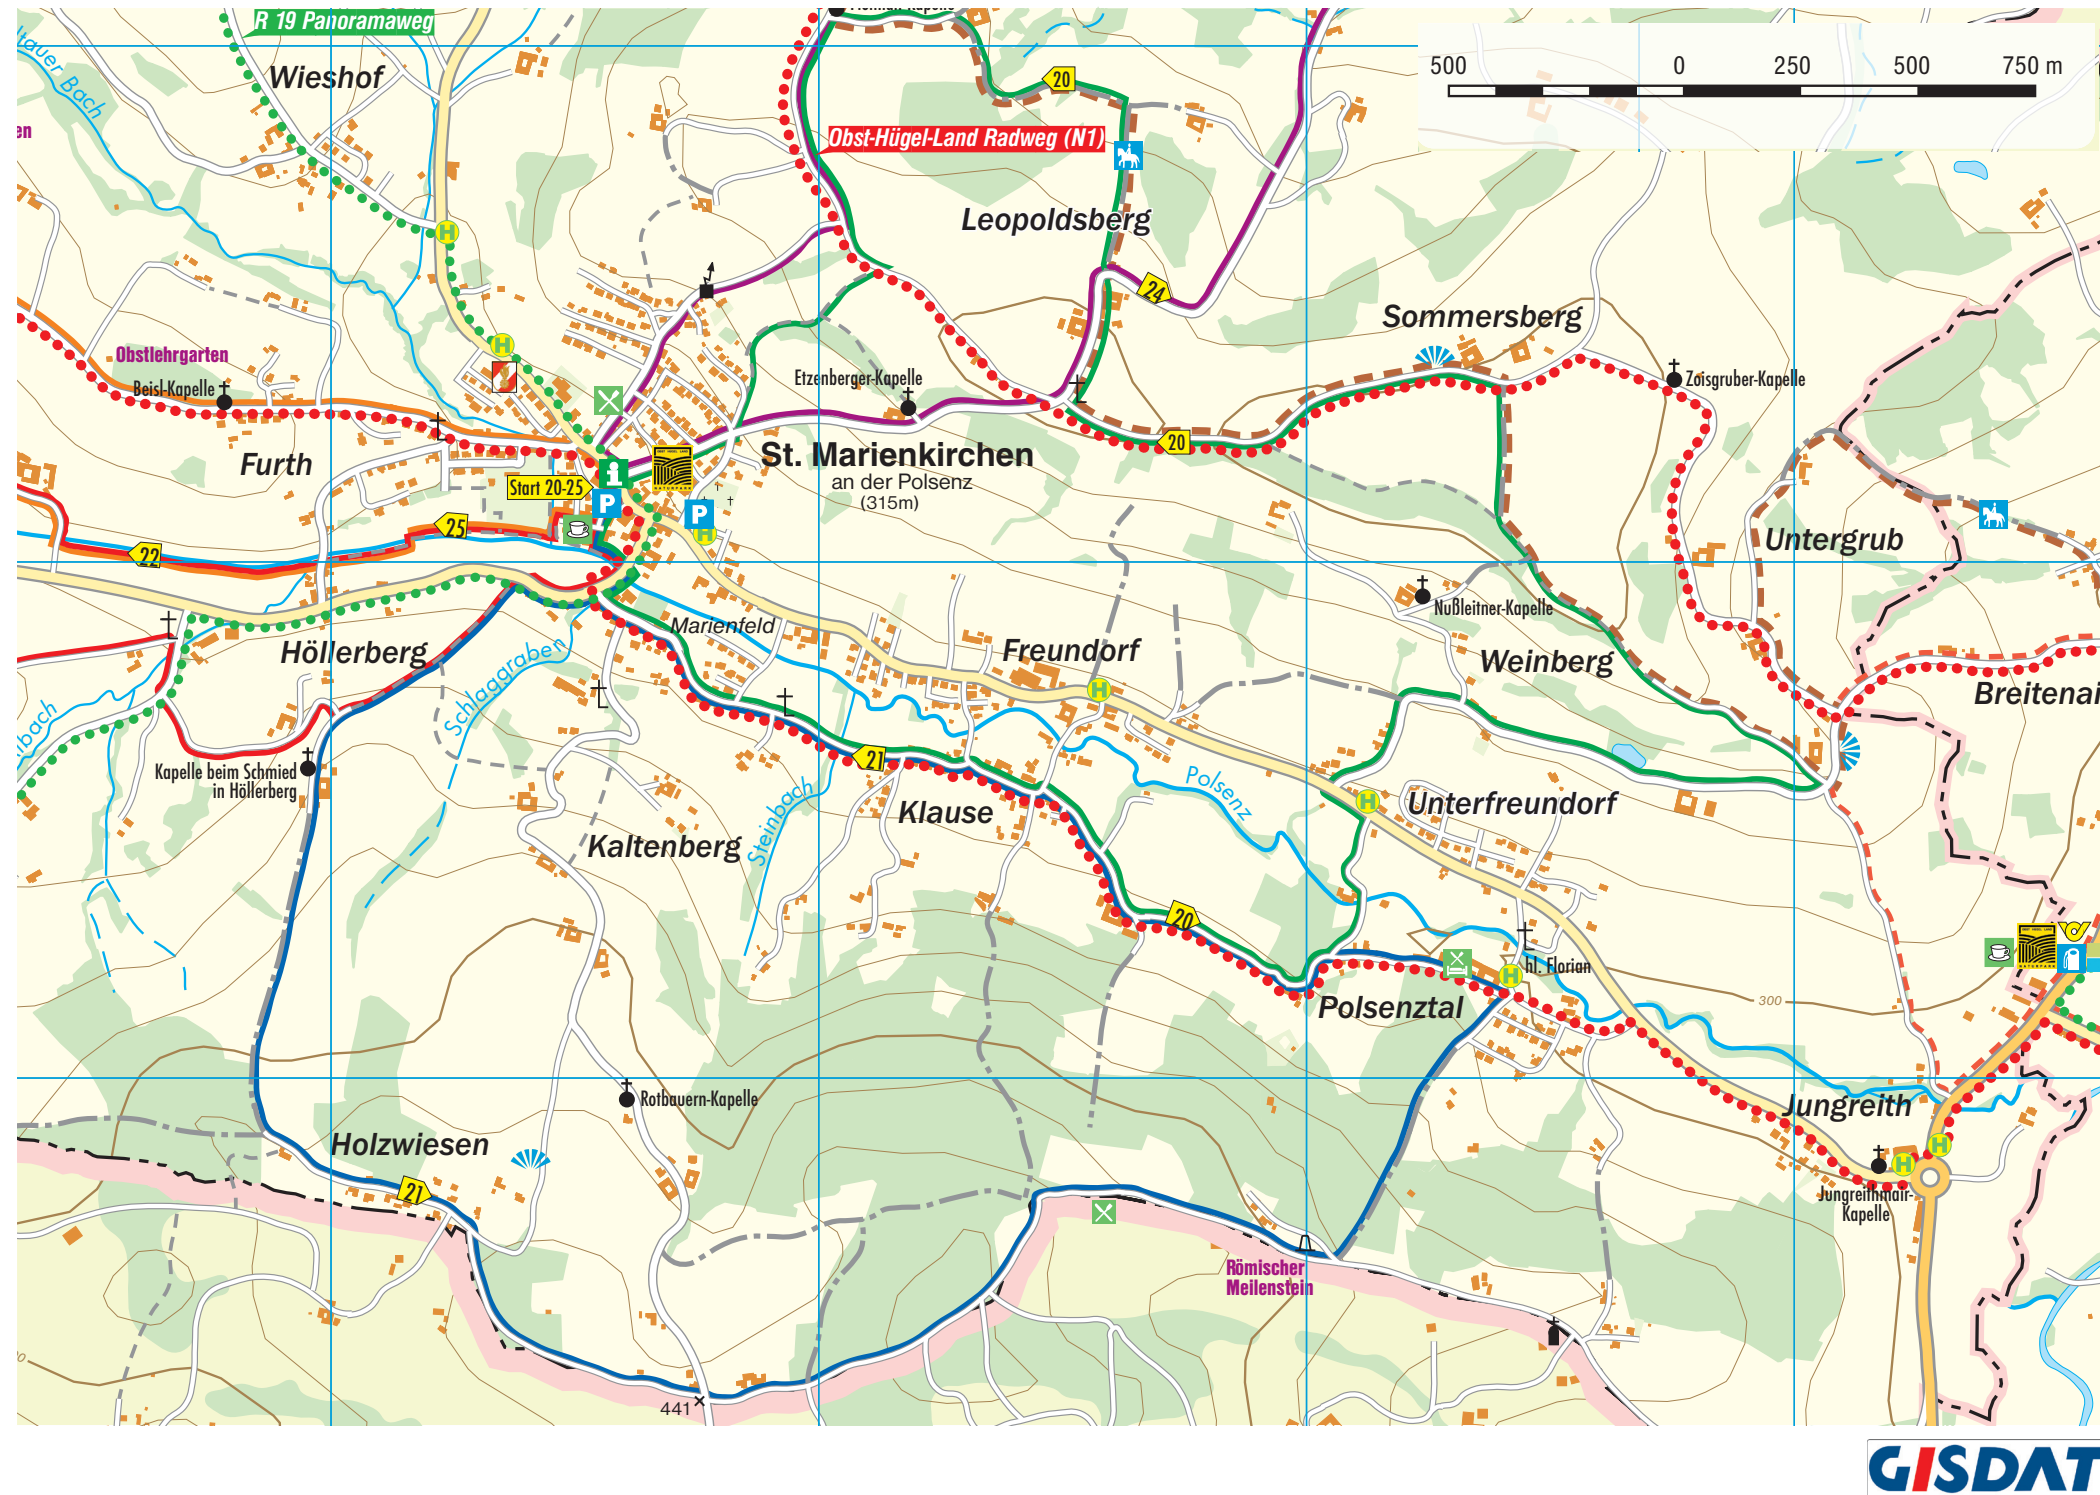 R 19 Panoramaweg
Wieshof
500 0 250 500 750 m
20
Obst-Hügel-Land Radweg (N1)
Leopoldsberg
24
Sommersberg
Obstlehrgarten
Beisl-Kapelle
Etzenberger-Kapelle
Zoisgruber-Kapelle
H
H
Furth
St. Marienkirchen
an der Polsenz
(315m)
20
Start 20-25
i
P
P
H
25
22
Untergrub
Nußleitner-Kapelle
Marienfeld
Höllerberg
Schlaggraben
Freundorf
H
Weinberg
Kapelle beim Schmied
in Höllerberg
21
Polsenz
H
Unterfreundorf
Klause
Kaltenberg
Steinbach
20
hl. Florian
H
Polsenztal
300
Rotbauern-Kapelle
Jungreith
Holzwiesen
21
H
H
Jungreithmair-
Kapelle
Römischer
Meilenstein
441
GISDAT